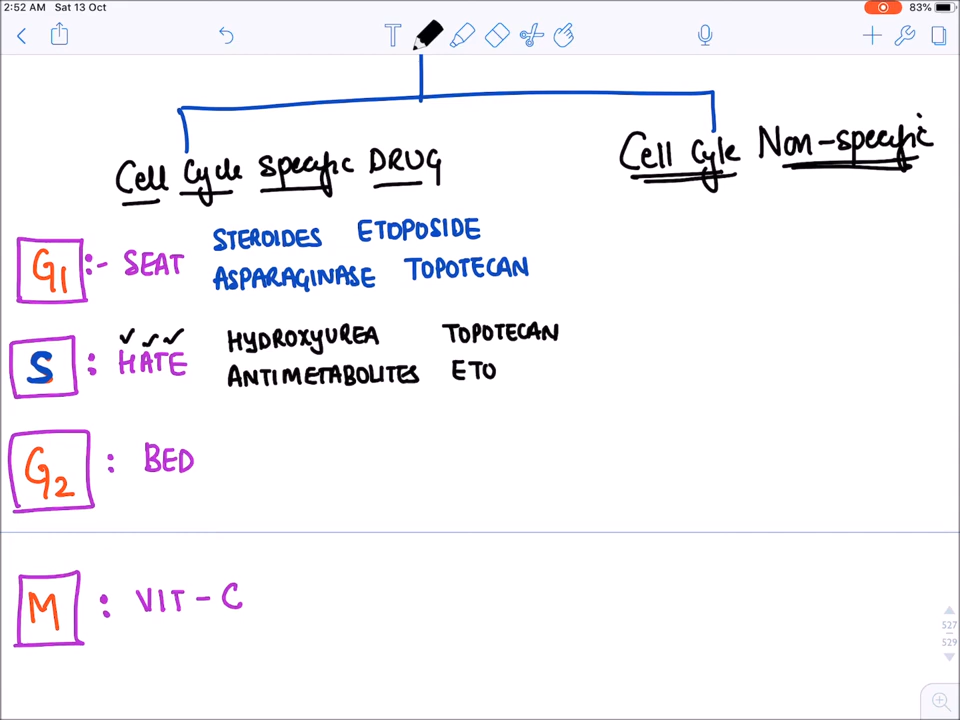 2:52 AM Sat 13 Oct 83%
T
Cell Cycle Specific DRUG
Cell Cyle Non-specific
G1 :- SEAT STEROIDES ETOPOSIDE
ASPARAGINASE TOPOTECAN
S : HATE HYDROXYUREA TOPOTECAN
ANTIMETABOLITES ETO
G2 : BED
M : VIT - C
527
529